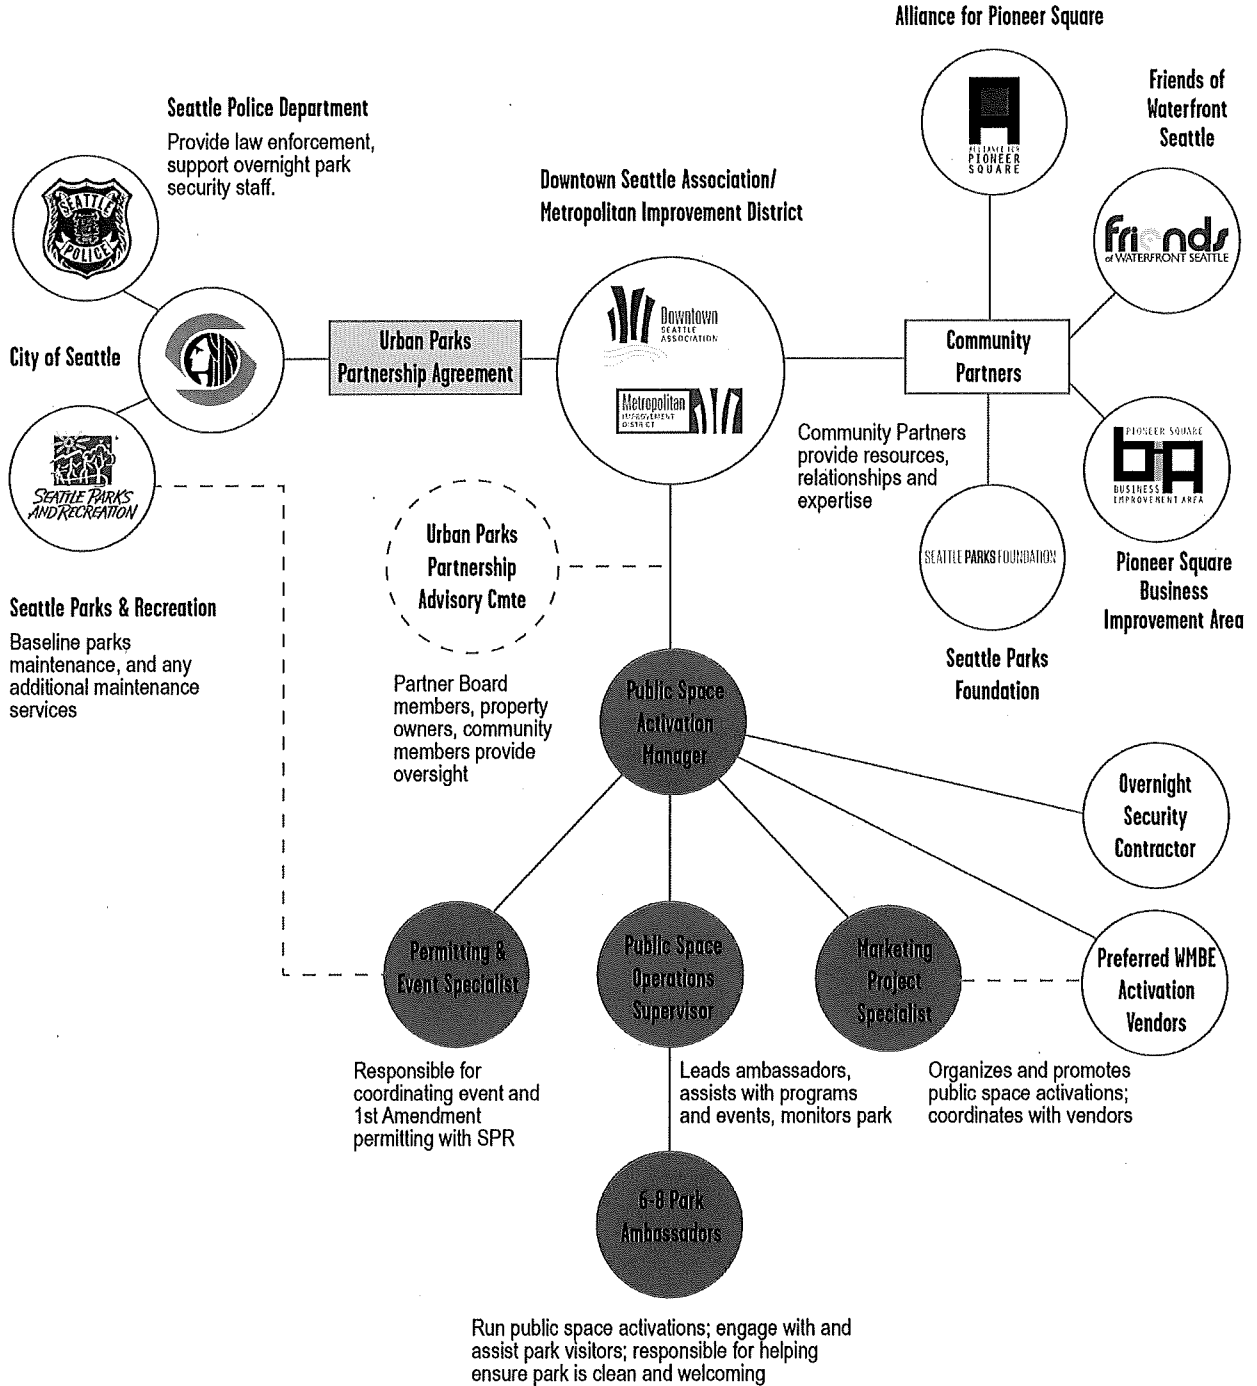 Alliance for Pioneer Square
ALLIANCE FOR
PIONEER
SQUARE
Friends of
Waterfront
Seattle
friends
of WATERFRONT SEATTLE
Seattle Police Department
Provide law enforcement,
support overnight park
security staff.
SEATTLE
POLICE
Downtown Seattle Association/
Metropolitan Improvement District
Downtown
SEATTLE
ASSOCIATION
Metropolitan
IMPROVEMENT
DISTRICT
City of Seattle
Urban Parks
Partnership Agreement
Community
Partners
Community Partners
provide resources,
relationships and
expertise
PIONEER SQUARE
BiA
BUSINESS
IMPROVEMENT AREA
Pioneer Square
Business
Improvement Area
SEATTLE PARKS FOUNDATION
Seattle Parks
Foundation
SEATTLE PARKS
AND RECREATION
Seattle Parks & Recreation
Baseline parks
maintenance, and any
additional maintenance
services
Urban Parks
Partnership
Advisory Cmte
Partner Board
members, property
owners, community
members provide
oversight
Public Space
Activation
Manager
Overnight
Security
Contractor
Permitting &
Event Specialist
Responsible for
coordinating event and
1st Amendment
permitting with SPR
Public Space
Operations
Supervisor
Leads ambassadors,
assists with programs
and events, monitors park
Marketing
Project
Specialist
Organizes and promotes
public space activations;
coordinates with vendors
Preferred WMBE
Activation
Vendors
6-8 Park
Ambassadors
Run public space activations; engage with and
assist park visitors; responsible for helping
ensure park is clean and welcoming